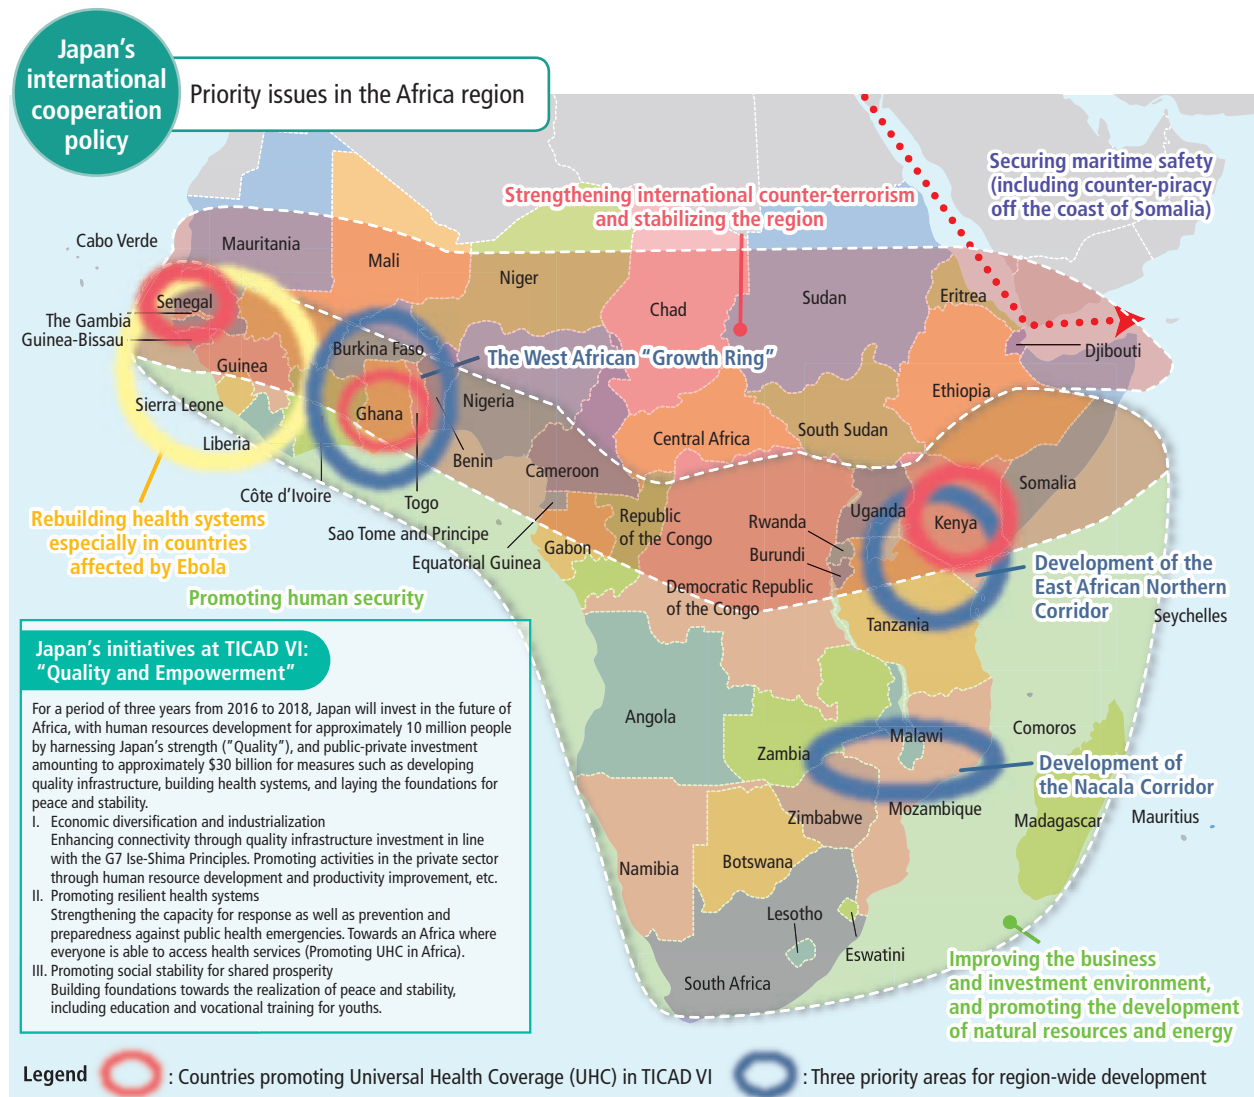 Japan's
international
cooperation
policy
Priority issues in the Africa region
Securing maritime safety
(including counter-piracy
off the coast of Somalia)
Strengthening international counter-terrorism
and stabilizing the region
Cabo Verde
Mauritania
Mali
Niger
Chad
Sudan
Eritrea
Senegal
The Gambia
Guinea-Bissau
Djibouti
Guinea
Burkina Faso
The West African "Growth Ring"
Ethiopia
Sierra Leone
Ghana
Nigeria
Liberia
Central Africa
South Sudan
Benin
Cameroon
Somalia
Côte d'Ivoire
Togo
Rebuilding health systems
especially in countries
affected by Ebola
Sao Tome and Principe
Equatorial Guinea
Gabon
Republic
of the Congo
Rwanda
Uganda
Kenya
Burundi
Democratic Republic
of the Congo
Development of the
East African Northern
Corridor
Seychelles
Tanzania
Promoting human security
Japan's initiatives at TICAD VI:
"Quality and Empowerment"
For a period of three years from 2016 to 2018, Japan will invest in the future of
Africa, with human resources development for approximately 10 million people
by harnessing Japan's strength ("Quality"), and public-private investment
amounting to approximately $30 billion for measures such as developing
quality infrastructure, building health systems, and laying the foundations for
peace and stability.
I. Economic diversification and industrialization
Enhancing connectivity through quality infrastructure investment in line
with the G7 Ise-Shima Principles. Promoting activities in the private sector
through human resource development and productivity improvement, etc.
II. Promoting resilient health systems
Strengthening the capacity for response as well as prevention and
preparedness against public health emergencies. Towards an Africa where
everyone is able to access health services (Promoting UHC in Africa).
III. Promoting social stability for shared prosperity
Building foundations towards the realization of peace and stability,
including education and vocational training for youths.
Angola
Zambia
Malawi
Comoros
Development of
the Nacala Corridor
Mozambique
Zimbabwe
Madagascar
Mauritius
Namibia
Botswana
Lesotho
Eswatini
South Africa
Improving the business
and investment environment,
and promoting the development
of natural resources and energy
Legend
: Countries promoting Universal Health Coverage (UHC) in TICAD VI
: Three priority areas for region-wide development